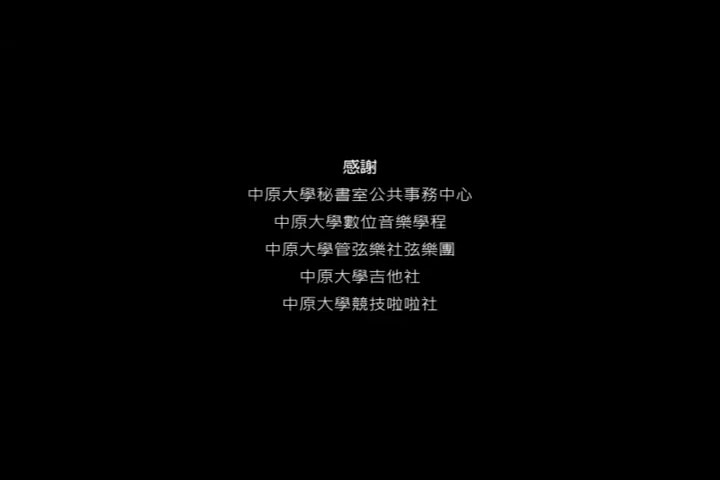 感謝
中原大學秘書室公共事務中心
中原大學數位音樂學程
中原大學管弦樂社弦樂團
中原大學吉他社
中原大學競技啦啦社